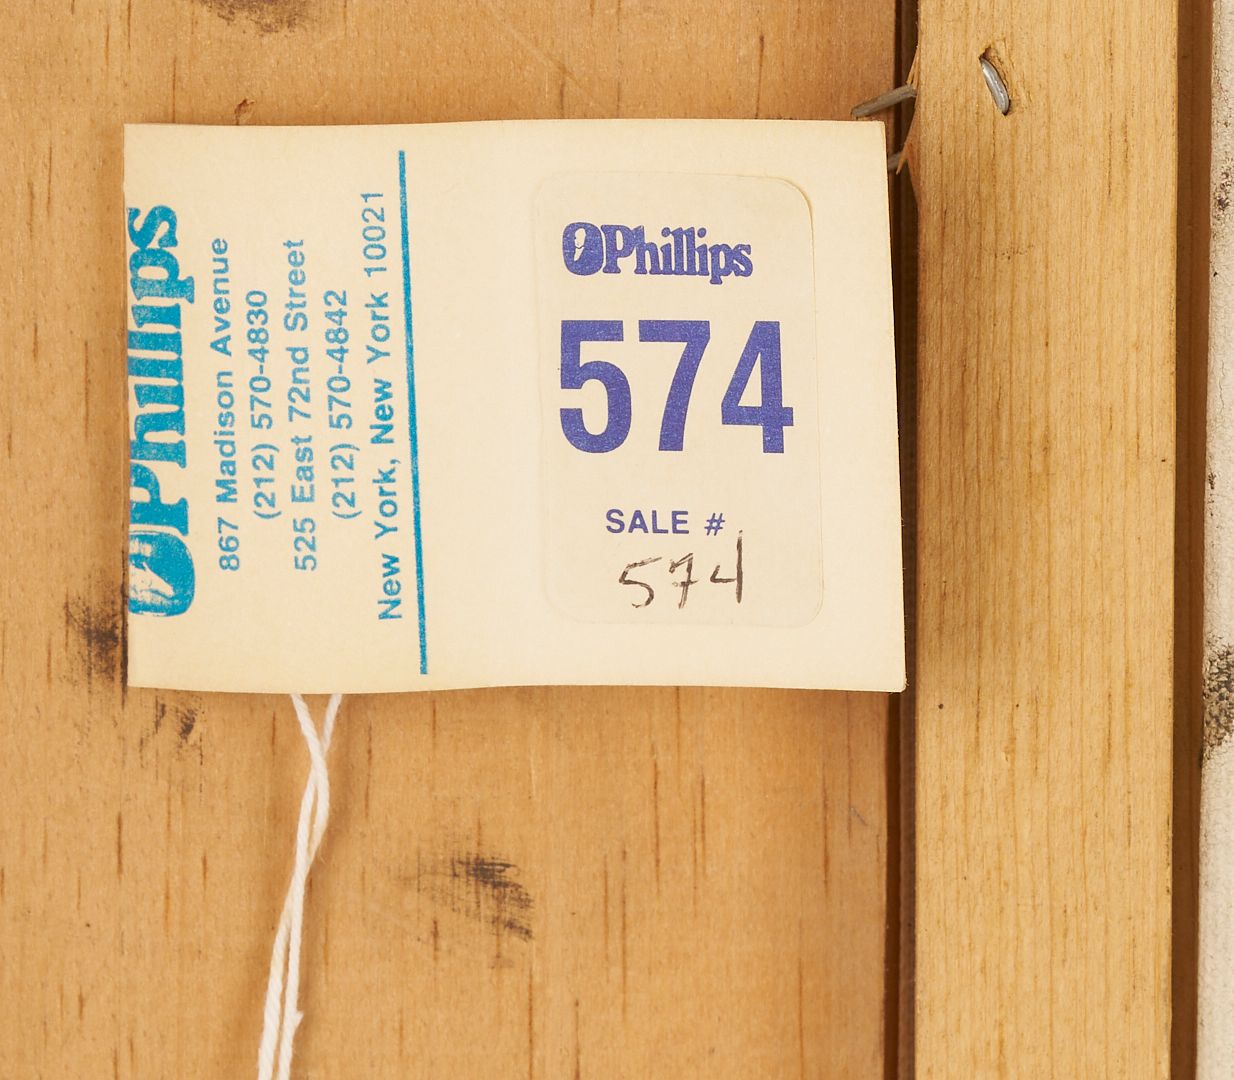 Phillips
867 Madison Avenue
(212) 570-4830
525 East 72nd Street
(212) 570-4842
New York, New York 10021
Phillips
574
SALE #
574